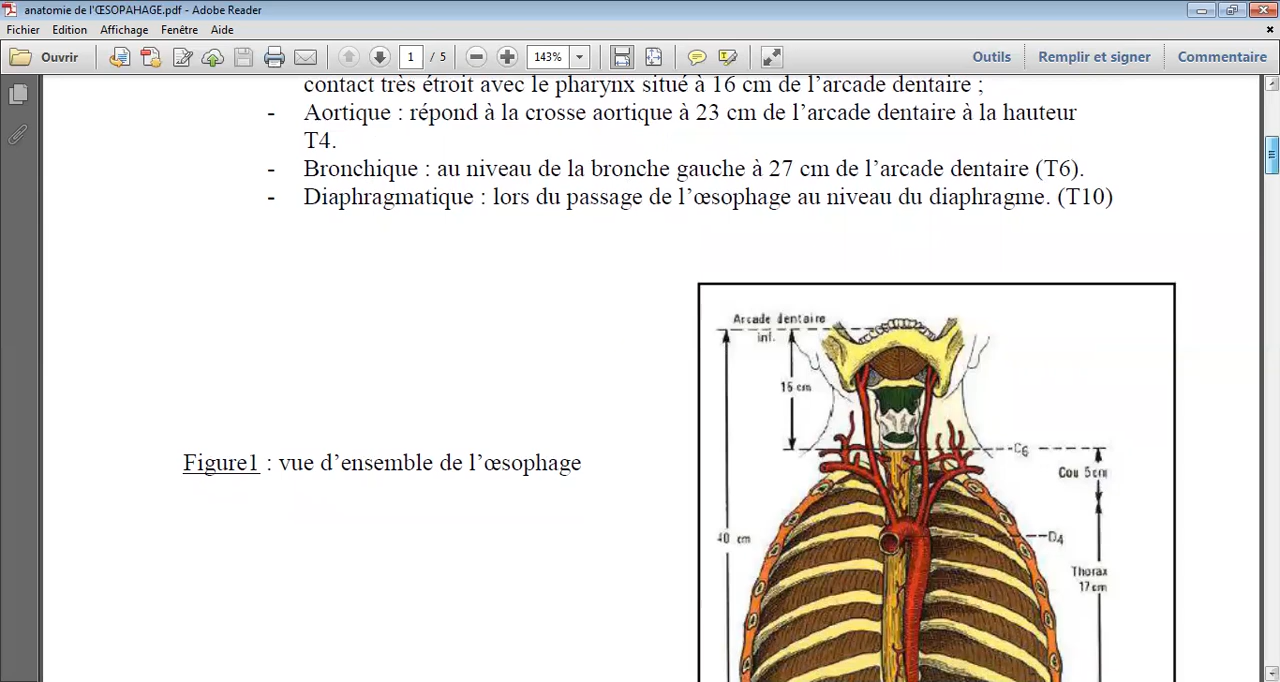 anatomie de l'ŒSOPAHAGE.pdf - Adobe Reader
Fichier Edition Affichage Fenêtre Aide
Ouvrir 1 / 5 143% Outils Remplir et signer Commentaire
contact très étroit avec le pharynx situé à 16 cm de l'arcade dentaire ;
- Aortique : répond à la crosse aortique à 23 cm de l'arcade dentaire à la hauteur
T4.
- Bronchique : au niveau de la bronche gauche à 27 cm de l'arcade dentaire (T6).
- Diaphragmatique : lors du passage de l'œsophage au niveau du diaphragme. (T10)
Arcade dentaire
inf.
15 cm
C6
Cou 5cm
Figure1 : vue d'ensemble de l'œsophage
40 cm
D4
Thorax
17cm